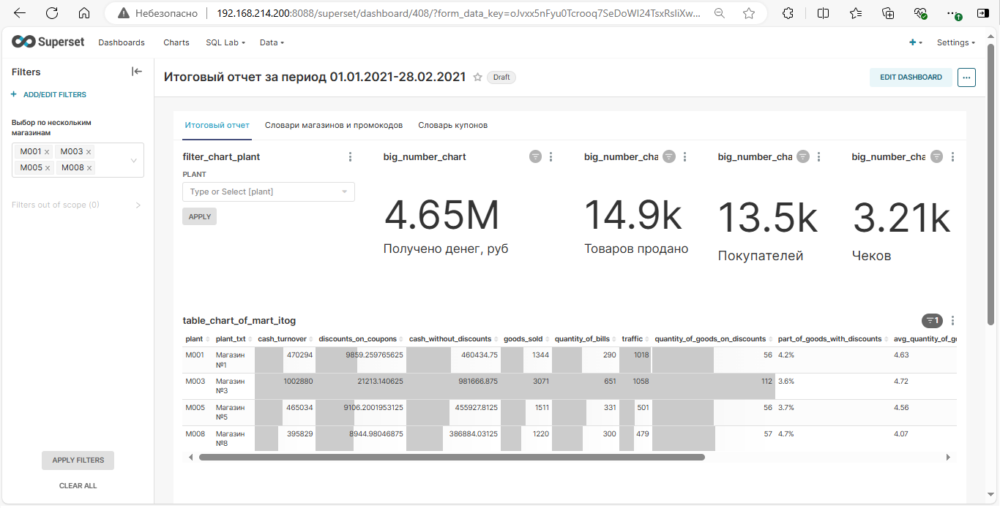 Небезопасно
192.168.214.200:8088/superset/dashboard/408/?form_data_key=oJvxx5nFyu0Tcrooq7SeDoWl24TsxRsIiXw...
Superset Dashboards Charts SQL Lab Data + Settings
Filters
+ ADD/EDIT FILTERS
Выбор по нескольким
магазинам
M001 × M003 ×
M005 × M008 ×
Filters out of scope (0)
APPLY FILTERS
CLEAR ALL
Итоговый отчет за период 01.01.2021-28.02.2021 Draft
EDIT DASHBOARD ...
Итоговый отчет Словари магазинов и промокодов Словарь купонов
filter_chart_plant
PLANT
Type or Select [plant]
APPLY
big_number_chart
4.65M
Получено денег, руб
big_number_cha
14.9k
Товаров продано
big_number_cha
13.5k
Покупателей
big_number_cha
3.21k
Чеков
table_chart_of_mart_itog 1
plant plant_txt cash_turnover discounts_on_coupons cash_without_discounts goods_sold quantity_of_bills traffic quantity_of_goods_on_discounts part_of_goods_with_discounts avg_quantity_of_go
M001 Магазин 470294 9859.259765625 460434.75 1344 290 1018 56 4.2% 4.63
№1
M003 Магазин 1002880 21213.140625 981666.875 3071 651 1058 112 3.6% 4.72
№3
M005 Магазин 465034 9106.2001953125 455927.8125 1511 331 501 56 3.7% 4.56
№5
M008 Магазин 395829 8944.98046875 386884.03125 1220 300 479 57 4.7% 4.07
№8